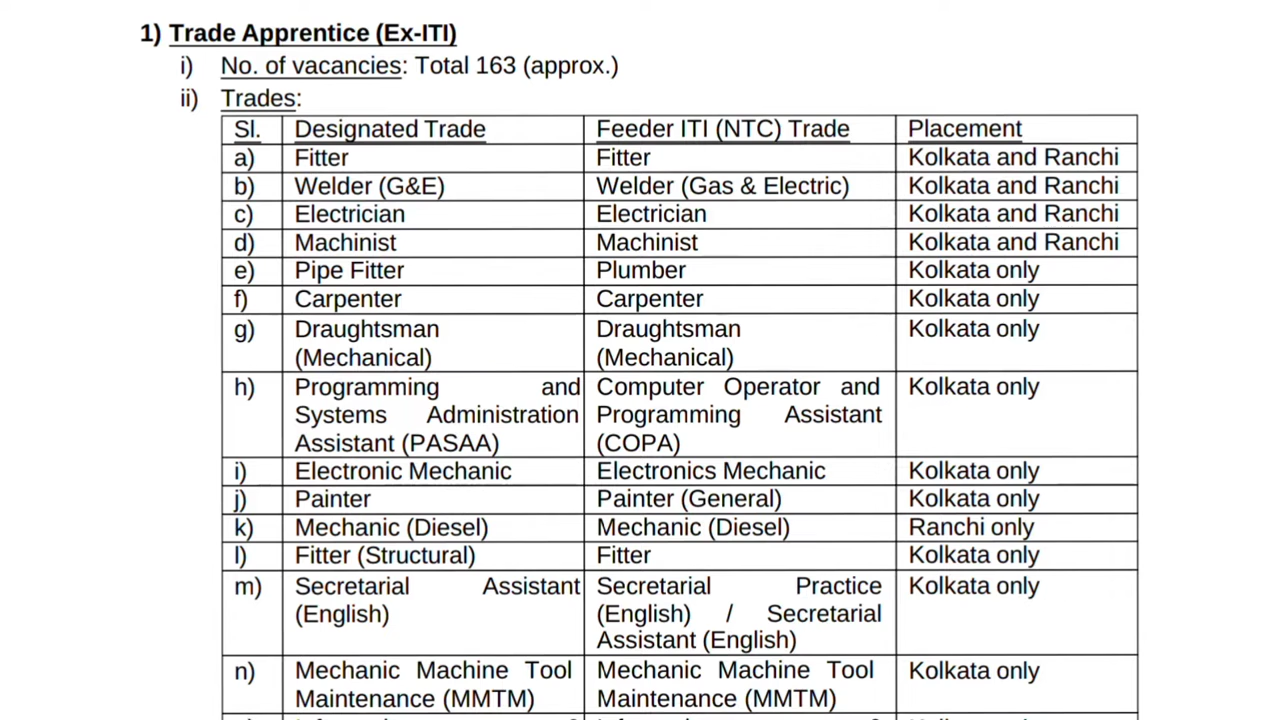 1) Trade Apprentice (Ex-ITI)
i) No. of vacancies: Total 163 (approx.)
ii) Trades:
Sl. Designated Trade Feeder ITI (NTC) Trade Placement
a) Fitter Fitter Kolkata and Ranchi
b) Welder (G&E) Welder (Gas & Electric) Kolkata and Ranchi
c) Electrician Electrician Kolkata and Ranchi
d) Machinist Machinist Kolkata and Ranchi
e) Pipe Fitter Plumber Kolkata only
f) Carpenter Carpenter Kolkata only
g) Draughtsman Draughtsman Kolkata only
(Mechanical) (Mechanical)
h) Programming and Computer Operator and Kolkata only
Systems Administration Programming Assistant
Assistant (PASAA) (COPA)
i) Electronic Mechanic Electronics Mechanic Kolkata only
j) Painter Painter (General) Kolkata only
k) Mechanic (Diesel) Mechanic (Diesel) Ranchi only
l) Fitter (Structural) Fitter Kolkata only
m) Secretarial Assistant Secretarial Practice Kolkata only
(English) (English) / Secretarial
Assistant (English)
n) Mechanic Machine Tool Mechanic Machine Tool Kolkata only
Maintenance (MMTM) Maintenance (MMTM)